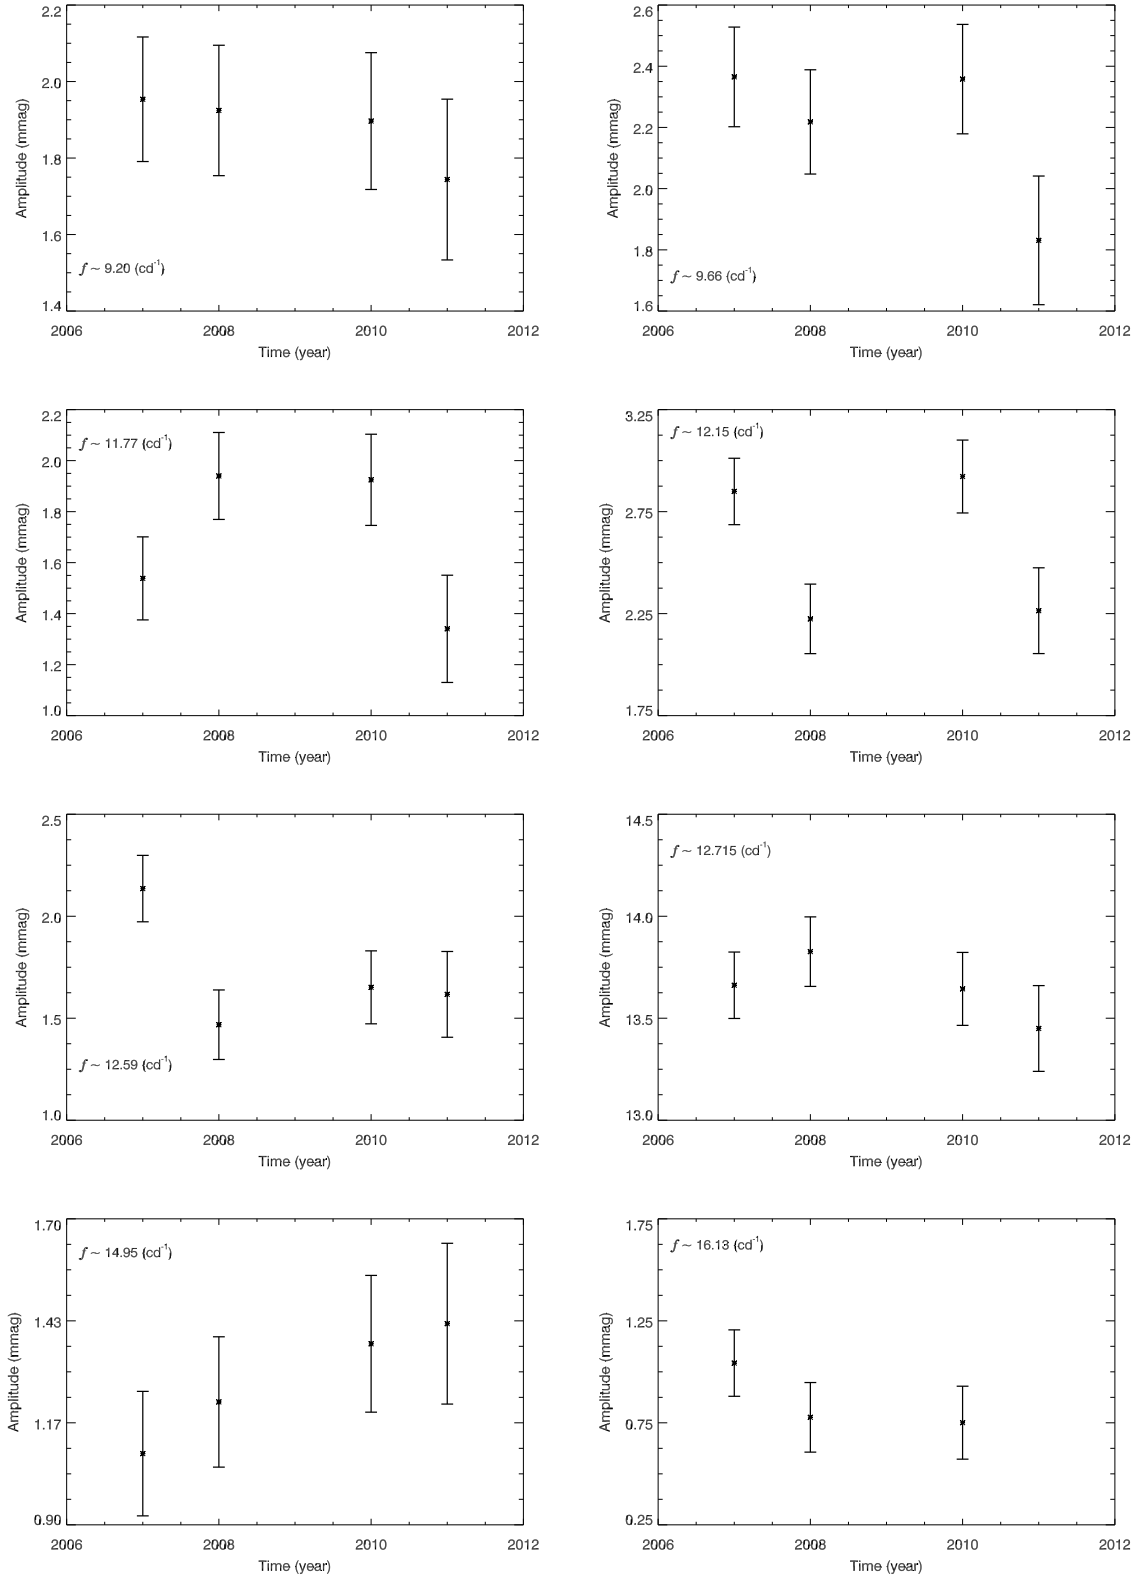 2.2
2.0
1.8
1.6
1.4
Amplitude (mmag)
f ~ 9.20 (cd⁻¹)
2006 2008 2010 2012
Time (year)
2.6
2.4
2.2
2.0
1.8
1.6
Amplitude (mmag)
f ~ 9.66 (cd⁻¹)
2006 2008 2010 2012
Time (year)
2.2
2.0
1.8
1.6
1.4
1.2
1.0
Amplitude (mmag)
f ~ 11.77 (cd⁻¹)
2006 2008 2010 2012
Time (year)
3.25
2.75
2.25
1.75
Amplitude (mmag)
f ~ 12.15 (cd⁻¹)
2006 2008 2010 2012
Time (year)
2.5
2.0
1.5
1.0
Amplitude (mmag)
f ~ 12.59 (cd⁻¹)
2006 2008 2010 2012
Time (year)
14.5
14.0
13.5
13.0
Amplitude (mmag)
f ~ 12.715 (cd⁻¹)
2006 2008 2010 2012
Time (year)
1.70
1.43
1.17
0.90
Amplitude (mmag)
f ~ 14.95 (cd⁻¹)
2006 2008 2010 2012
Time (year)
1.75
1.25
0.75
0.25
Amplitude (mmag)
f ~ 16.13 (cd⁻¹)
2006 2008 2010 2012
Time (year)